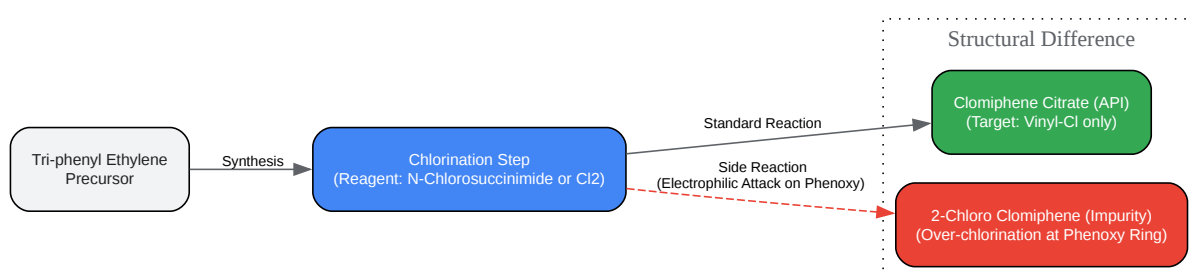 Structural Difference
Clomiphene Citrate (API)
(Target: Vinyl-Cl only)
Standard Reaction
Tri-phenyl Ethylene
Precursor
Synthesis
Chlorination Step
(Reagent: N-Chlorosuccinimide or Cl2)
Side Reaction
(Electrophilic Attack on Phenoxy)
2-Chloro Clomiphene (Impurity)
(Over-chlorination at Phenoxy Ring)